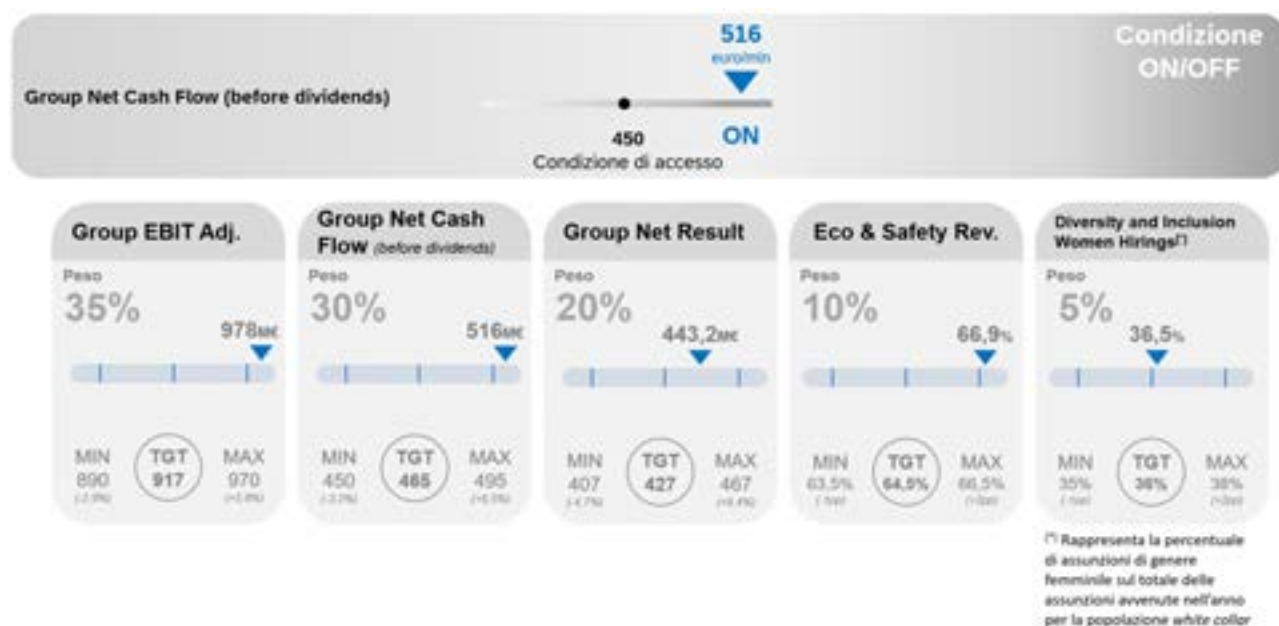 516
euro/mln
Condizione
ON/OFF
Group Net Cash Flow (before dividends)
450
ON
Condizione di accesso
Group EBIT Adj.
Peso
35%
978M€
MIN TGT MAX
890 917 970
Group Net Cash
Flow (before dividends)
Peso
30%
516M€
MIN TGT MAX
450 465 495
Group Net Result
Peso
20%
443,2M€
MIN TGT MAX
407 427 467
Eco & Safety Rev.
Peso
10%
66,9%
MIN TGT MAX
63,5% 64,5% 66,5%
Diversity and Inclusion
Women Hirings(*)
Peso
5%
36,5%
MIN TGT MAX
35% 36% 38%
(*) Rappresenta la percentuale
di assunzioni di genere
femminile sul totale delle
assunzioni avvenute nell'anno
per la popolazione white collar